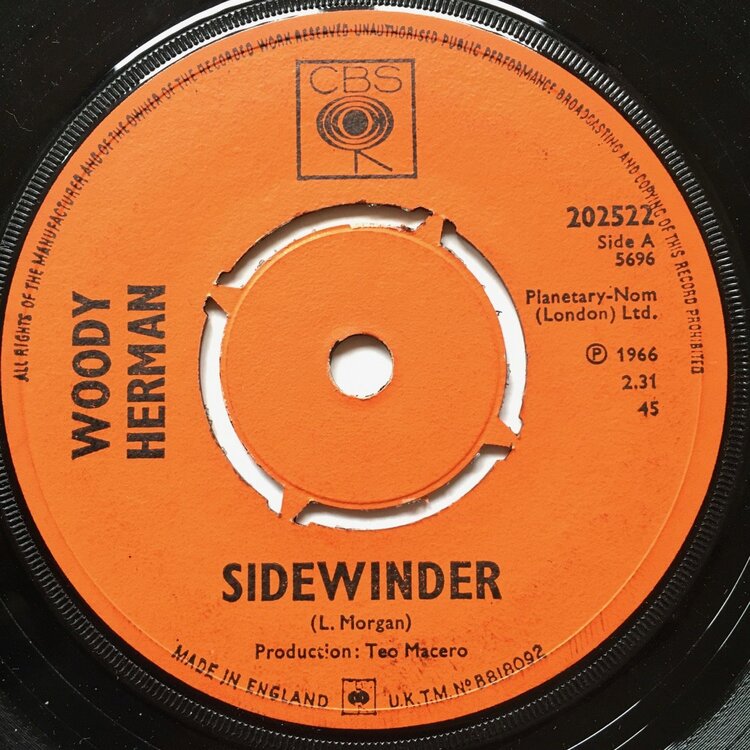 ALL RIGHTS OF THE MANUFACTURER AND OF THE OWNER OF THE RECORDED WORK RESERVED UNAUTHORISED PUBLIC PERFORMANCE BROADCASTING AND COPYING OF THIS RECORD PROHIBITED
CBS
202522
Side A
5696
Planetary-Nom
(London) Ltd.
℗ 1966
2.31
45
WOODY
HERMAN
SIDEWINDER
(L. Morgan)
Production: Teo Macero
MADE IN ENGLAND U.K.T.M. Nº B818092